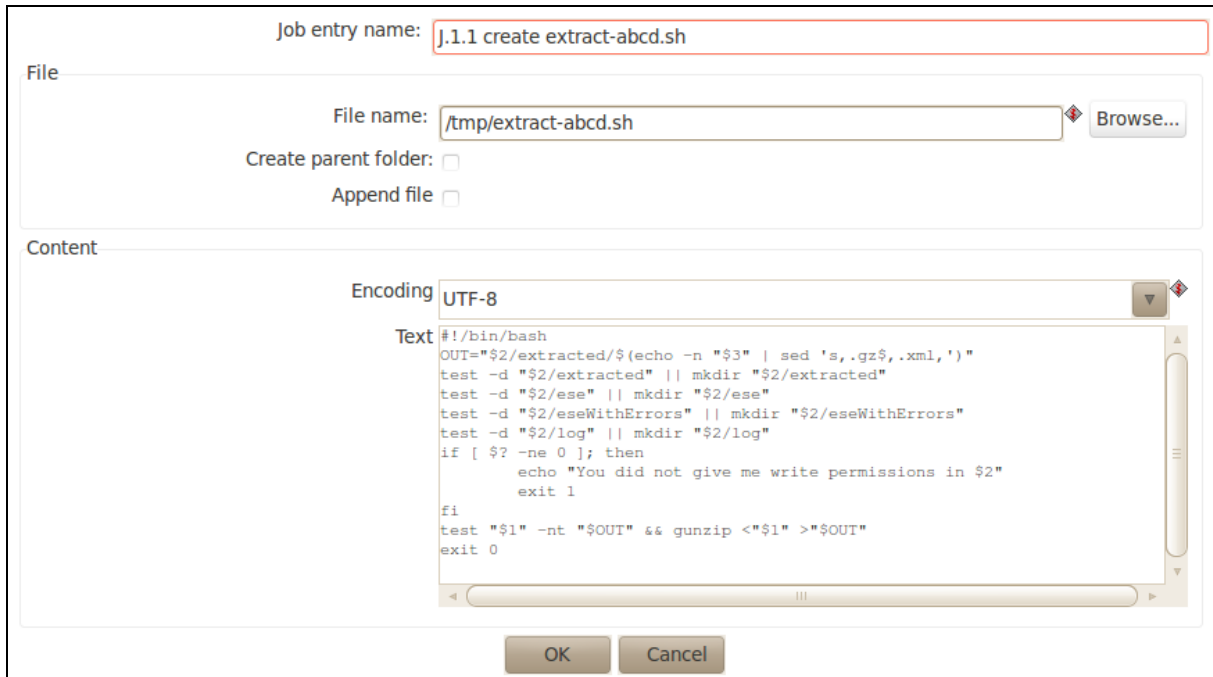 Job entry name: J.1.1 create extract-abcd.sh
File
File name: /tmp/extract-abcd.sh Browse...
Create parent folder:
Append file
Content
Encoding UTF-8
Text #!/bin/bash
OUT="$2/extracted/$(echo -n "$3" | sed 's,.gz$,.xml,')"
test -d "$2/extracted" || mkdir "$2/extracted"
test -d "$2/ese" || mkdir "$2/ese"
test -d "$2/eseWithErrors" || mkdir "$2/eseWithErrors"
test -d "$2/log" || mkdir "$2/log"
if [ $? -ne 0 ]; then
        echo "You did not give me write permissions in $2"
        exit 1
fi
test "$1" -nt "$OUT" && gunzip <"$1" >"$OUT"
exit 0
OK Cancel